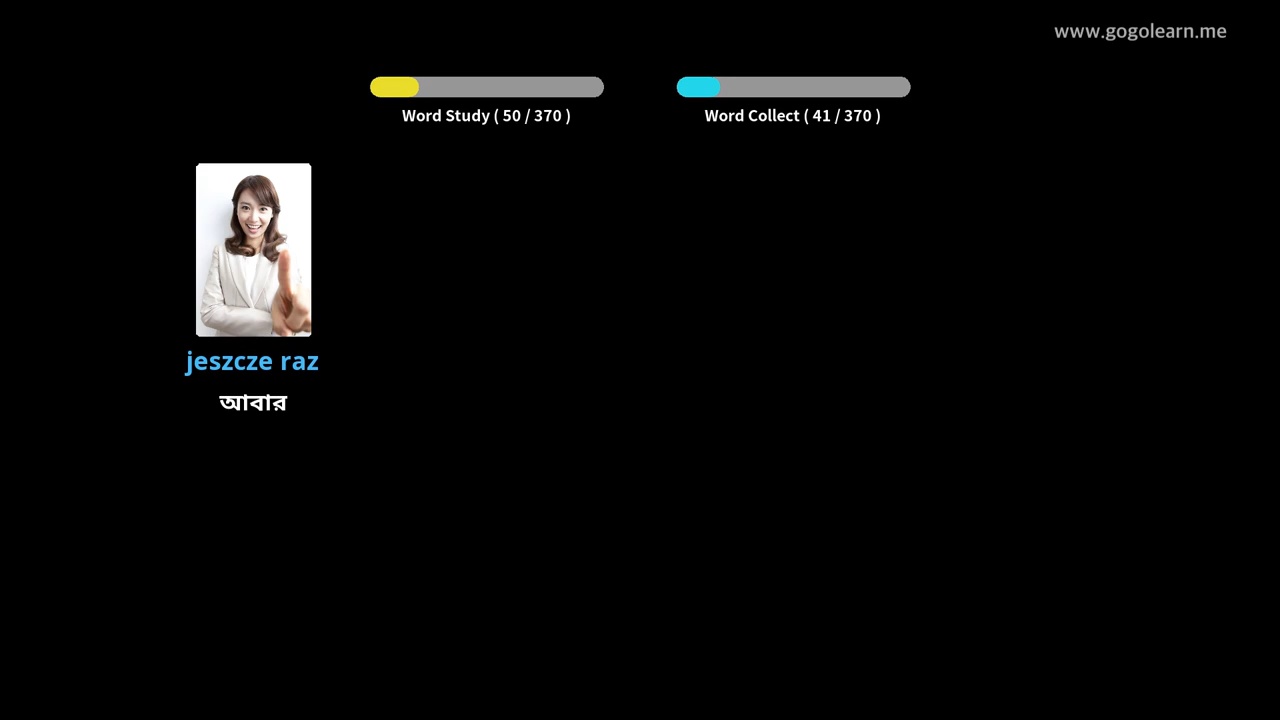 www.gogolearn.me
Word Study ( 50 / 370 )
Word Collect ( 41 / 370 )
jeszcze raz
আবার